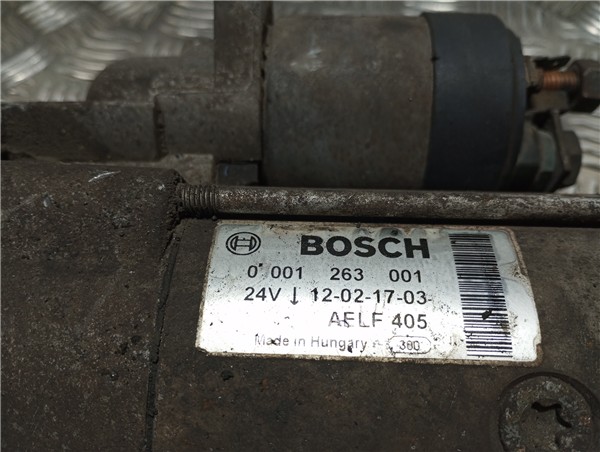 BOSCH
0 001 263 001
24V ↓ 12-02-17-03
AELF 405
Made in Hungary
380